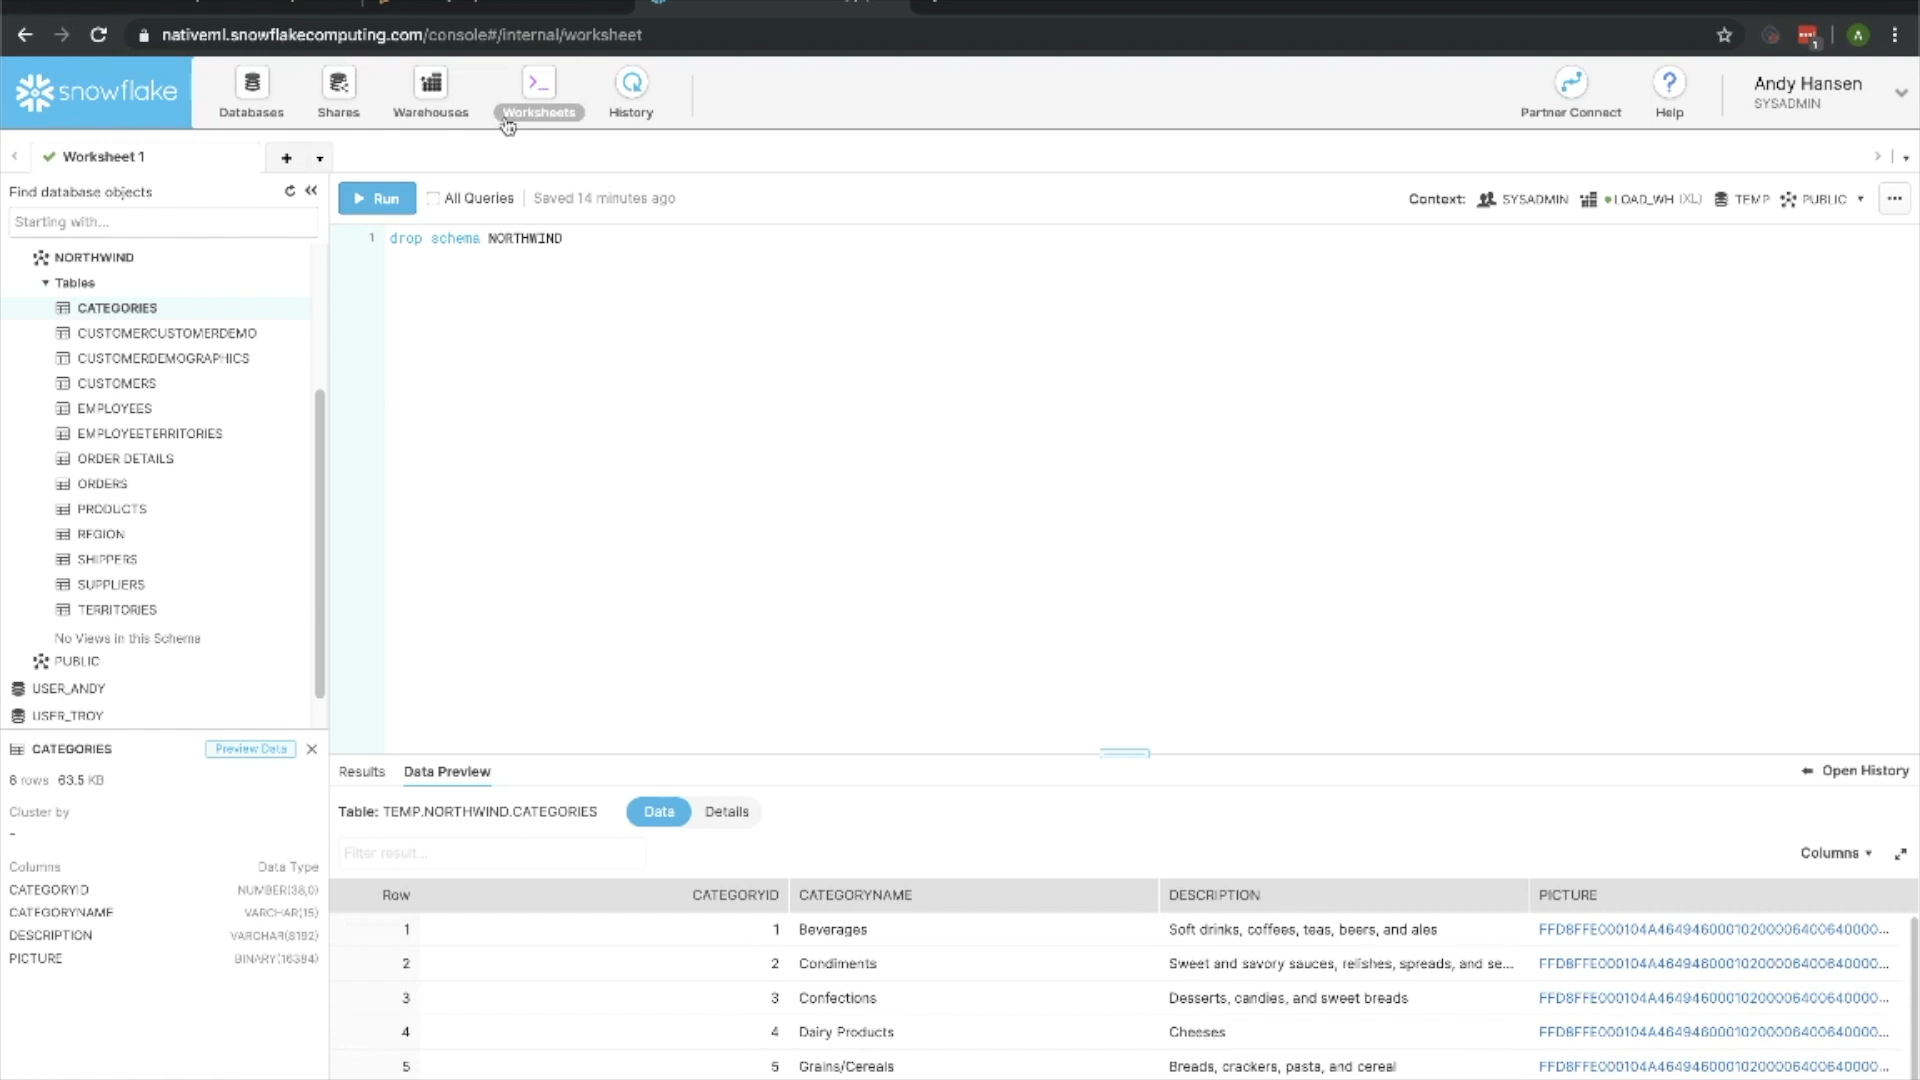 nativeml.snowflakecomputing.com/console#/internal/worksheet
snowflake
Databases
Shares
Warehouses
Worksheets
History
Partner Connect
Help
Andy Hansen
SYSADMIN
Worksheet 1
Find database objects
Starting with...
Run
All Queries
Saved 14 minutes ago
Context:
SYSADMIN
LOAD_WH (XL)
TEMP
PUBLIC
1 drop schema NORTHWIND
NORTHWIND
Tables
CATEGORIES
CUSTOMERCUSTOMERDEMO
CUSTOMERDEMOGRAPHICS
CUSTOMERS
EMPLOYEES
EMPLOYEETERRITORIES
ORDER DETAILS
ORDERS
PRODUCTS
REGION
SHIPPERS
SUPPLIERS
TERRITORIES
No Views in this Schema
PUBLIC
USER_ANDY
USER_TROY
CATEGORIES
Preview Data
8 rows 63.5 KB
Cluster by
-
Columns Data Type
CATEGORYID NUMBER(38,0)
CATEGORYNAME VARCHAR(15)
DESCRIPTION VARCHAR(8192)
PICTURE BINARY(16384)
Results
Data Preview
Open History
Table: TEMP.NORTHWIND.CATEGORIES
Data
Details
Filter result...
Columns
Row CATEGORYID CATEGORYNAME DESCRIPTION PICTURE
1 1 Beverages Soft drinks, coffees, teas, beers, and ales FFD8FFE000104A46494600010200006400640000...
2 2 Condiments Sweet and savory sauces, relishes, spreads, and se... FFD8FFE000104A46494600010200006400640000...
3 3 Confections Desserts, candies, and sweet breads FFD8FFE000104A46494600010200006400640000...
4 4 Dairy Products Cheeses FFD8FFE000104A46494600010200006400640000...
5 5 Grains/Cereals Breads, crackers, pasta, and cereal FFD8FFE000104A46494600010200006400640000...